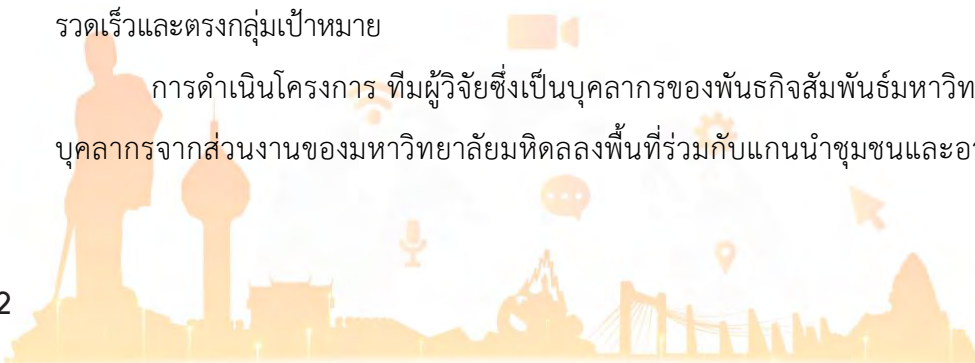 รวดเร็วและตรงกลุ่มเป้าหมาย
การดำเนินโครงการ ทีมผู้วิจัยซึ่งเป็นบุคลากรของพันธกิจสัมพันธ์มหาวิท
บุคลากรจากส่วนงานของมหาวิทยาลัยมหิดลลงพื้นที่ร่วมกับแกนนำชุมชนและอา
2